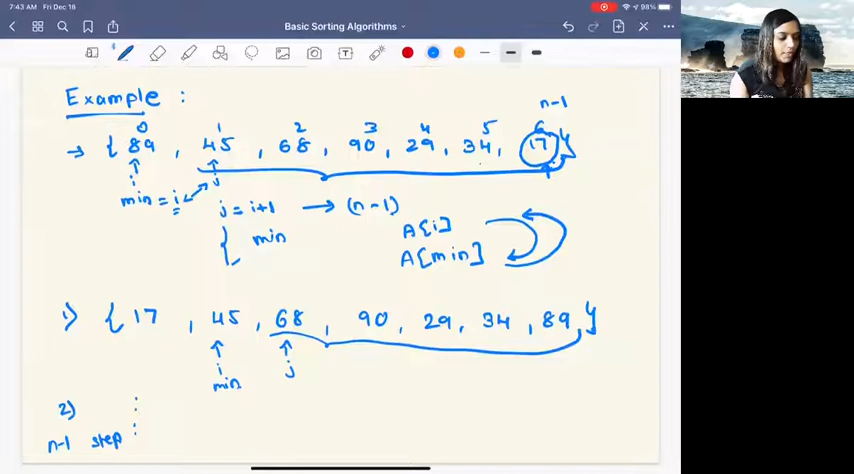 7:43 AM Fri Dec 16
98%
Basic Sorting Algorithms
Example :
n-1
0 1 2 3 4 5 6
→ { 89 , 45 , 68 , 90 , 29 , 34 , 17 }
i j
min = i
j = i+1 → (n-1)
{ min
A[i]
A[min]
1) { 17 , 45 , 68 , 90 , 29 , 34 , 89 }
i j
min
2)
n-1 step